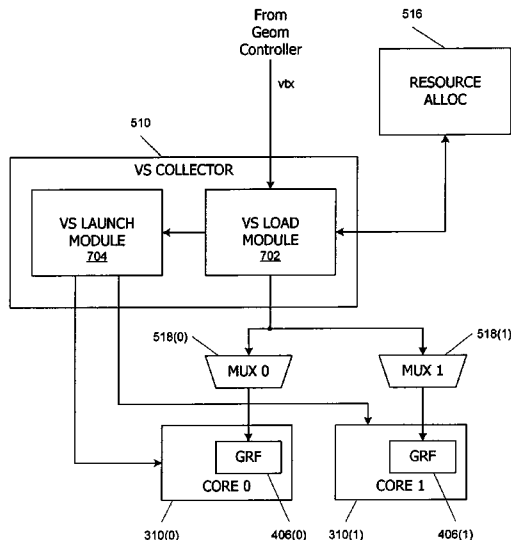 From
Geom
Controller
516
vtx
RESOURCE
ALLOC
510
VS COLLECTOR
VS LAUNCH
MODULE
704
VS LOAD
MODULE
702
518(0)
518(1)
MUX 0
MUX 1
GRF
GRF
CORE 0
CORE 1
310(0)
406(0)
310(1)
406(1)